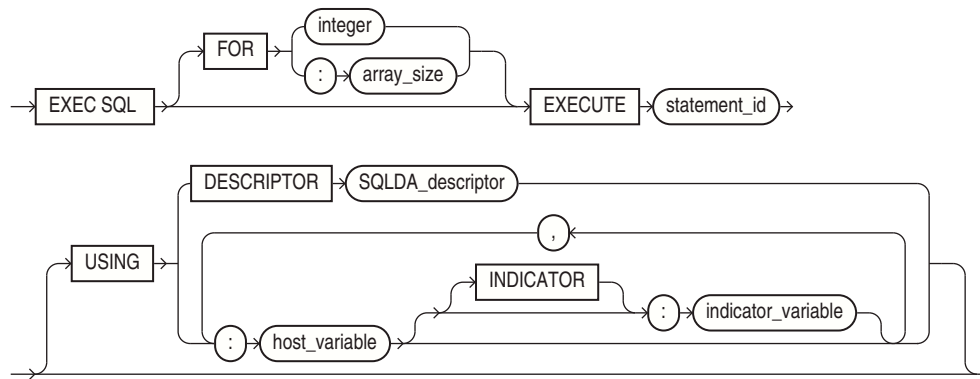 integer
FOR
: array_size
EXEC SQL EXECUTE statement_id
DESCRIPTOR SQLDA_descriptor
,
USING INDICATOR
: indicator_variable
: host_variable